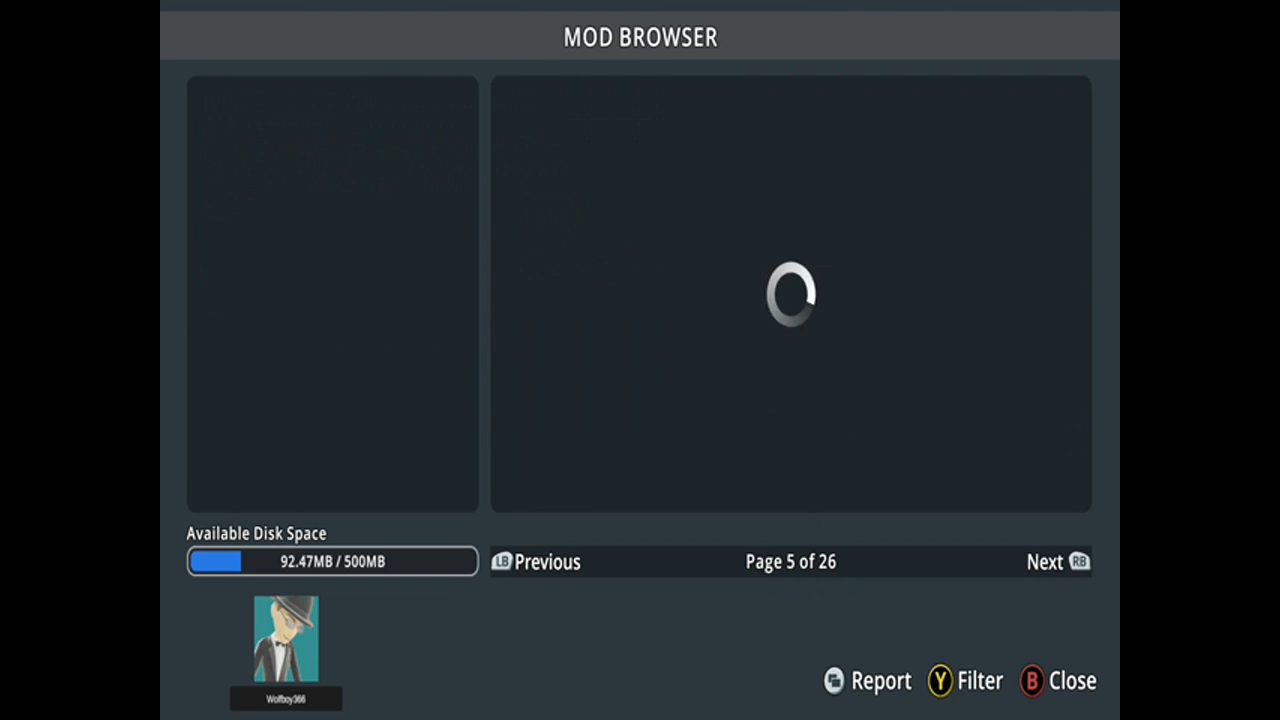 MOD BROWSER
Available Disk Space
92.47MB / 500MB
LB Previous
Page 5 of 26
Next RB
Wolfboy366
Report
Y Filter
B Close